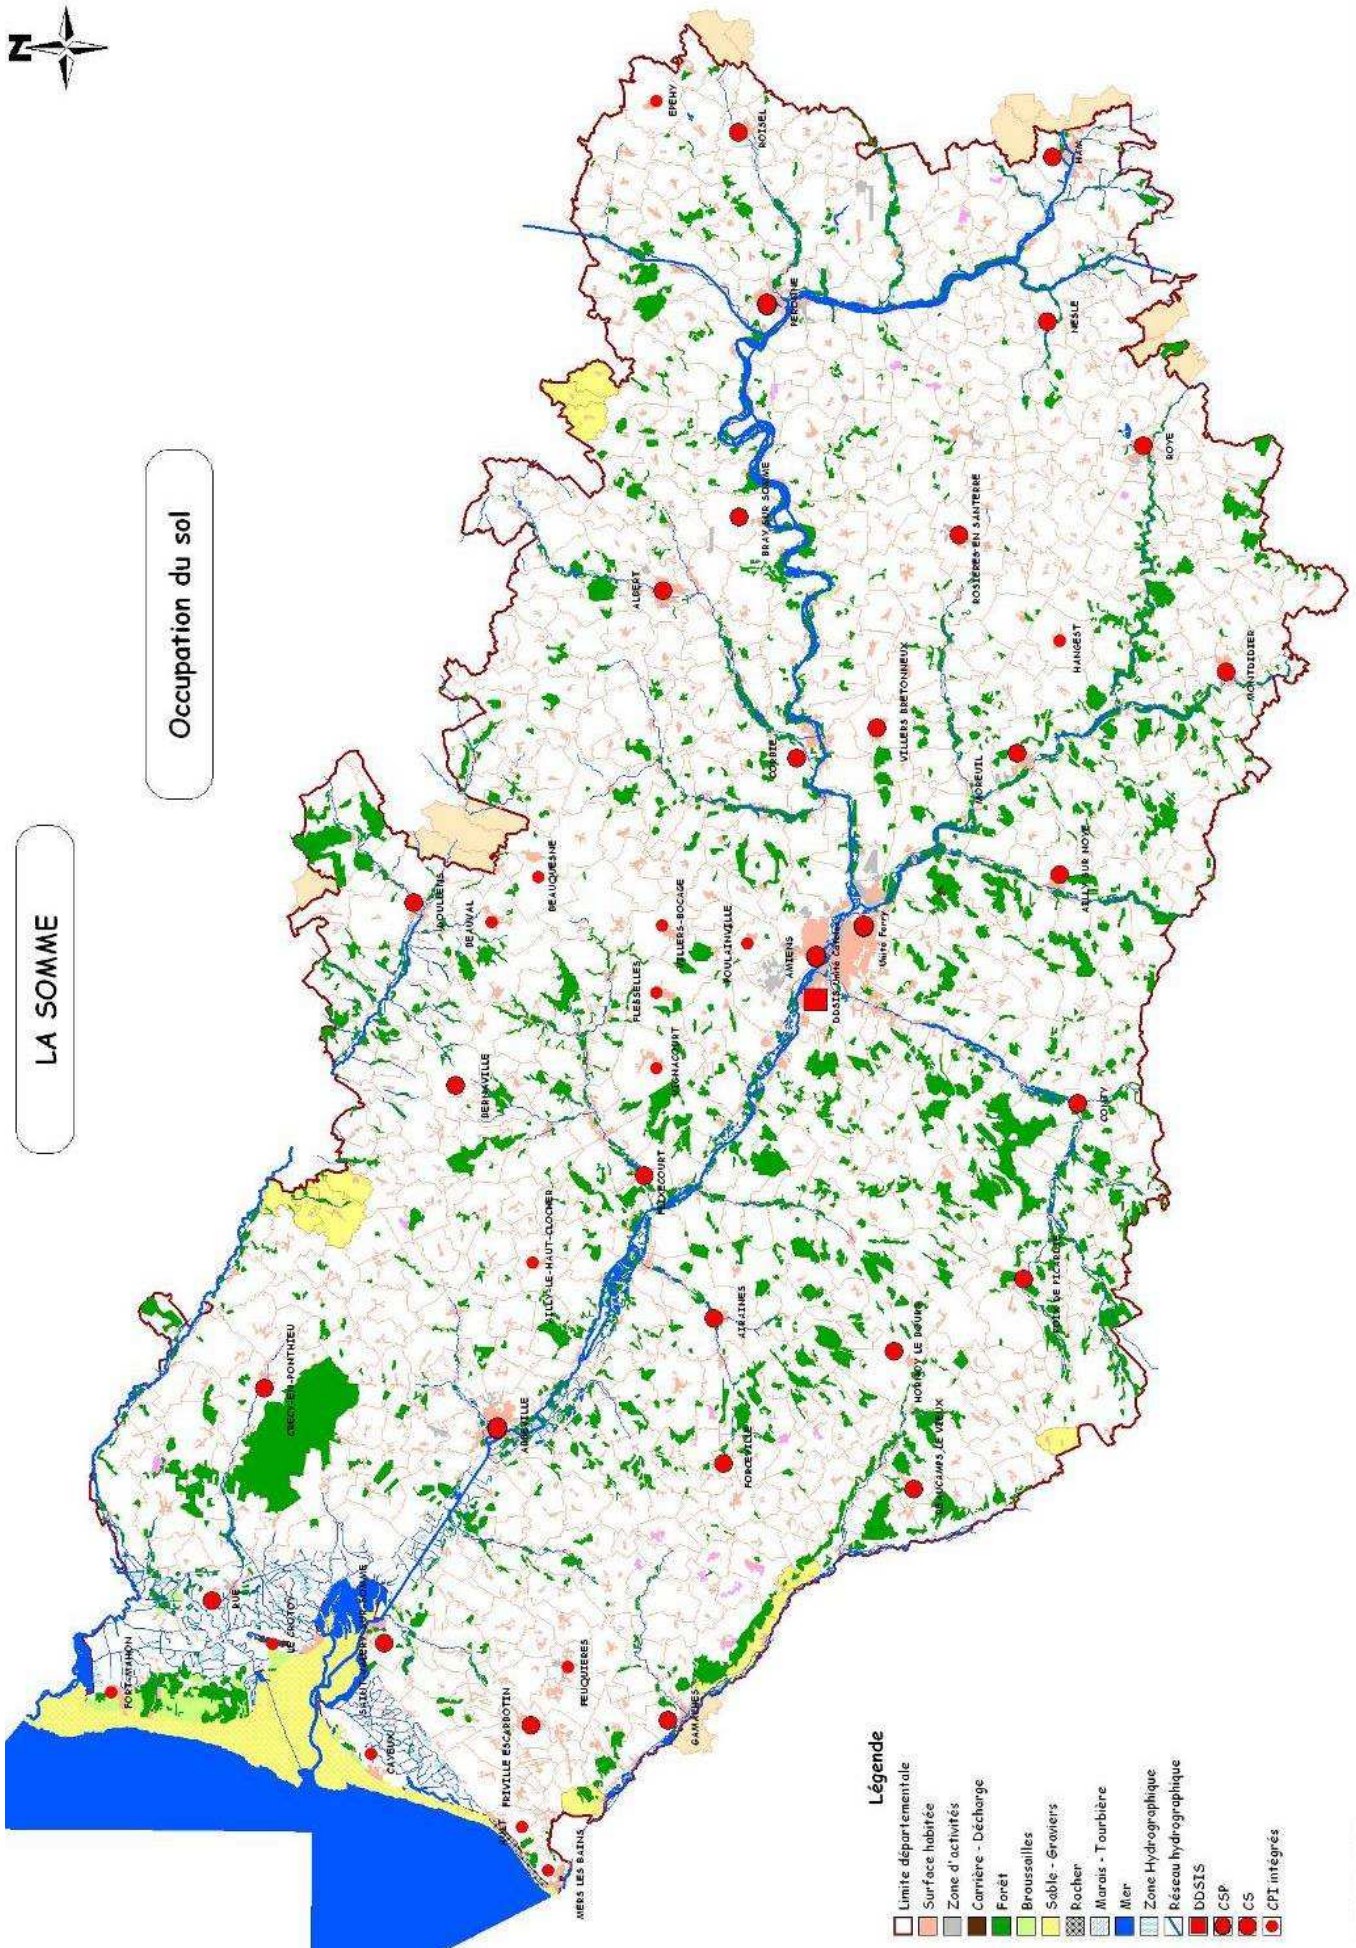 N
LA SOMME
Occupation du sol
FORT-MAHON
RUE
LE CROTOY
CRECY-EN-PONTHIEU
CAYEUX
FRIVILLE ESCARBOTIN
FEUQUIERES
MERS LES BAINS
GAMACHES
ABBEVILLE
AILLY-LE-HAUT-CLOCHER
BERNAVILLE
DOULLENS
BEAUVAL
BEAUQUESNE
FLIXECOURT
VIGNACOURT
FLESSELLES
VILLERS-BOCAGE
POULAINVILLE
AIRAINES
FORCEVILLE
HORNOY LE BOURG
BEAUCAMPS LE VIEUX
POIX DE PICARDIE
CONTY
AMIENS
DDSIS
Unité Ferry
CORBIE
VILLERS BRETONNEUX
ALBERT
BRAY SUR SOMME
PERONNE
ROISEL
EPEHY
HAM
NESLE
ROYE
ROSIERES EN SANTERRE
HANGEST
MOREUIL
MONTDIDIER
AILLY SUR NOYE
Légende
Limite départementale
Surface habitée
Zone d'activités
Carrière - Décharge
Forêt
Broussailles
Sable - Graviers
Rocher
Marais - Tourbière
Mer
Zone Hydrographique
Réseau hydrographique
DDSIS
CSP
CS
CPI intégrés